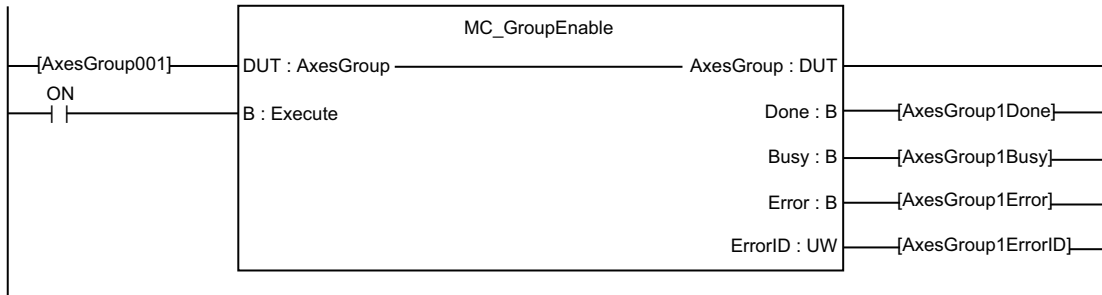 MC_GroupEnable
[AxesGroup001] DUT : AxesGroup AxesGroup : DUT
ON
B : Execute Done : B [AxesGroup1Done]
Busy : B [AxesGroup1Busy]
Error : B [AxesGroup1Error]
ErrorID : UW [AxesGroup1ErrorID]